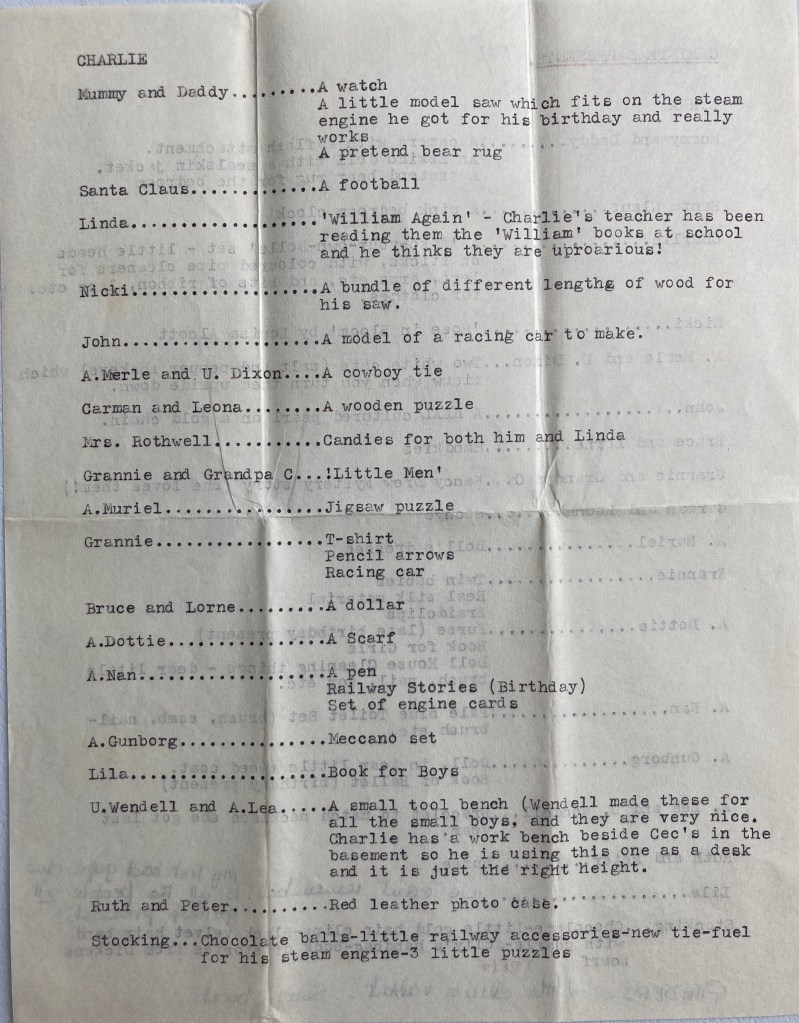 CHARLIE
Mummy and Daddy.........A watch
A little model saw which fits on the steam
engine he got for his birthday and really
works
A pretend bear rug
Santa Claus.............A football
Linda...................'William Again' - Charlie's teacher has been
reading them the 'William' books at school
and he thinks they are uproarious!
Nicki...................A bundle of different lengths of wood for
his saw.
John....................A model of a racing car to make.
A.Merle and U. Dixon....A cowboy tie
Carman and Leona........A wooden puzzle
Mrs. Rothwell...........Candies for both him and Linda
Grannie and Grandpa C...!Little Men'
A.Muriel................Jigsaw puzzle
Grannie.................T-shirt
Pencil arrows
Racing car
Bruce and Lorne.........A dollar
A.Dottie................A Scarf
A.Nan...................A pen
Railway Stories (Birthday)
Set of engine cards
A.Gunborg...............Meccano set
Lila....................Book for Boys
U.Wendell and A.Lea.....A small tool bench (Wendell made these for
all the small boys, and they are very nice.
Charlie has a work bench beside Cec's in the
basement so he is using this one as a desk
and it is just the right height.
Ruth and Peter..........Red leather photo case.
Stocking...Chocolate balls-little railway accessories-new tie-fuel
for his steam engine-3 little puzzles